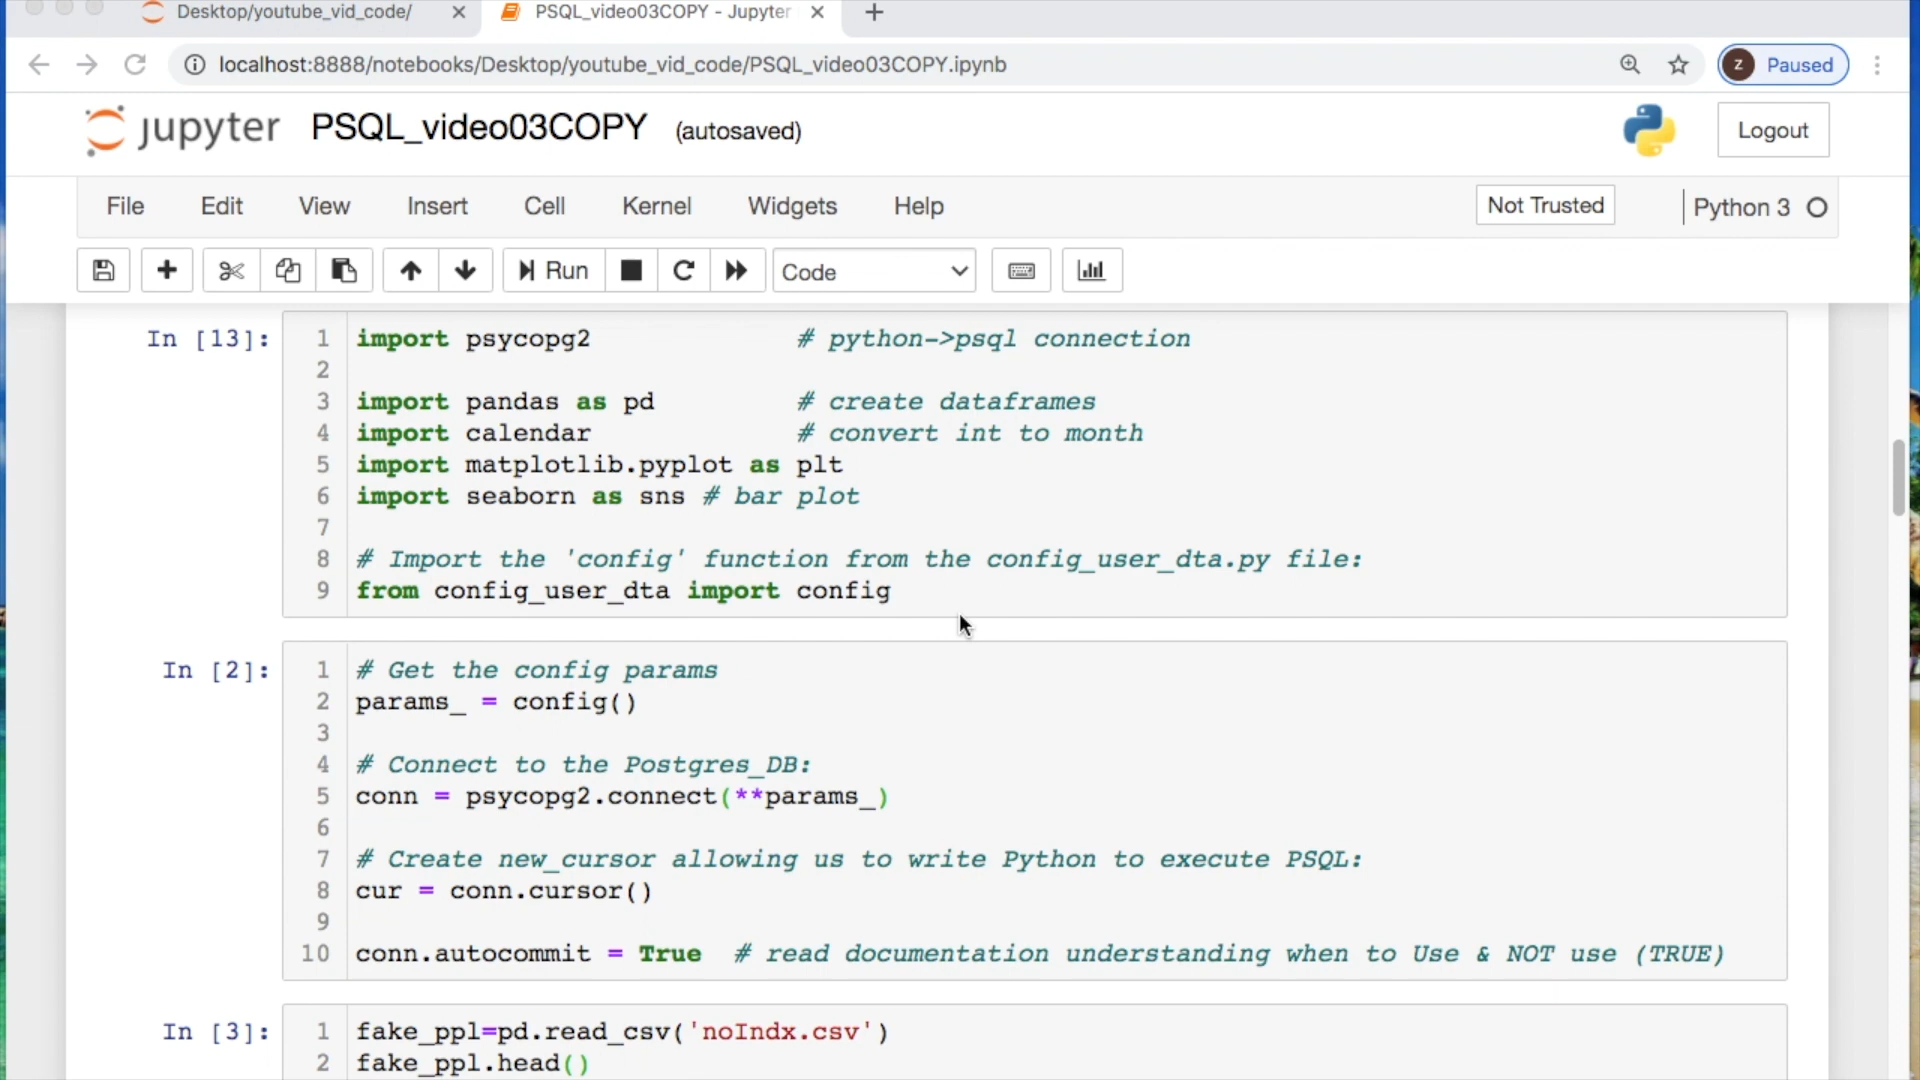 Desktop/youtube_vid_code/
PSQL_video03COPY - Jupyter
localhost:8888/notebooks/Desktop/youtube_vid_code/PSQL_video03COPY.ipynb
z Paused
jupyter PSQL_video03COPY (autosaved)
Logout
File Edit View Insert Cell Kernel Widgets Help
Not Trusted
Python 3
Run
Code
In [13]:
1 import psycopg2 # python->psql connection
2
3 import pandas as pd # create dataframes
4 import calendar # convert int to month
5 import matplotlib.pyplot as plt
6 import seaborn as sns # bar plot
7
8 # Import the 'config' function from the config_user_dta.py file:
9 from config_user_dta import config
In [2]:
1 # Get the config params
2 params_ = config()
3
4 # Connect to the Postgres_DB:
5 conn = psycopg2.connect(**params_)
6
7 # Create new_cursor allowing us to write Python to execute PSQL:
8 cur = conn.cursor()
9
10 conn.autocommit = True # read documentation understanding when to Use & NOT use (TRUE)
In [3]:
1 fake_ppl=pd.read_csv('noIndx.csv')
2 fake_ppl.head()